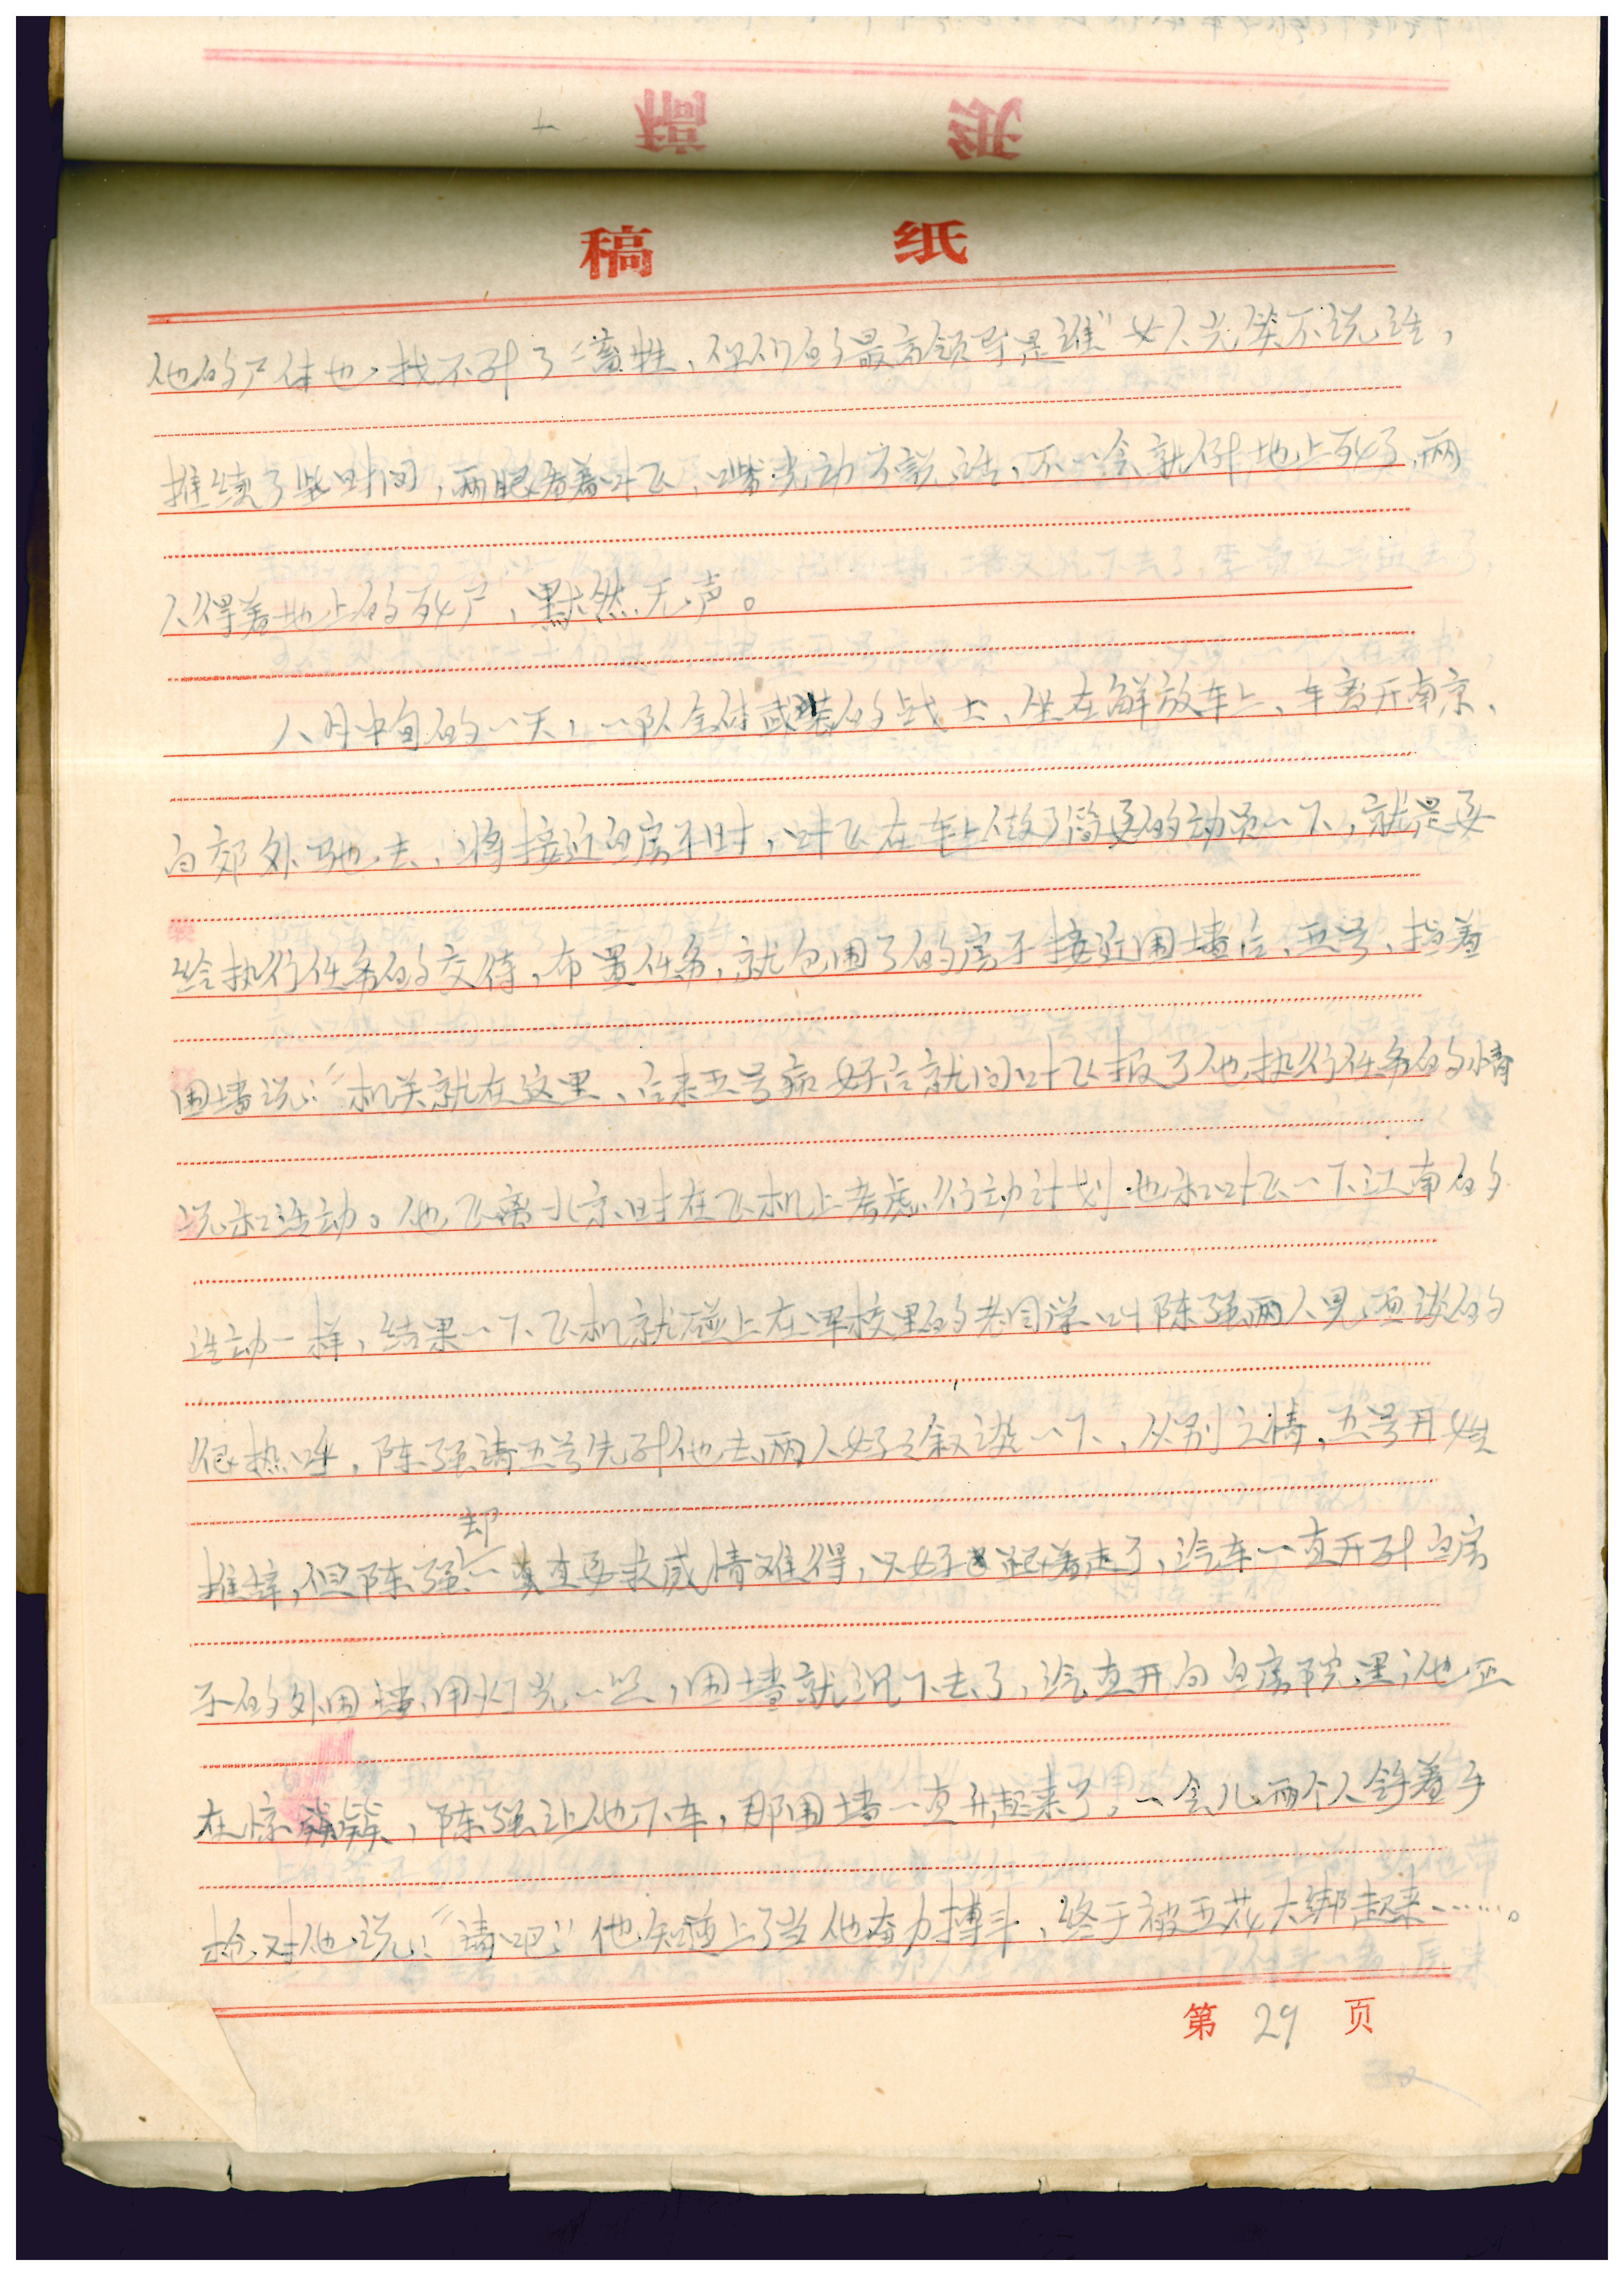 稿 纸
他的尸体也找不到了"畜牲，你们的最高领导是谁"女人光笑不说话，
推续了些时间，两眼看着叶飞，嘴光动不说话，不一会就倒地上死了，两
人得着地上的死尸，默然无声。
八月中旬的一天，一队全付武装的战士，坐在解放车上，车离开南京，
向郊外驰去，将接近白房子时，叶飞在车上做了简要的动员一下，就是要
给执行任务的交待，布置任务，就包围了白房子接近围墙后，五号，指着
围墙说："机关就在这里，后来五号病好后就向叶飞报了他执行任务的情
况和活动。他飞离北京时在飞机上考虑行动计划也和叶飞一下江南的
活动一样，结果一下飞机就碰上在军校里的老同学叫陈强两人见面谈的
很热呼，陈强请五号先到他去，两人好好叙谈一下，久别之情，五号开始
推辞，但陈强却一直要求感情难得，只好跟着走了，汽车一直开到白房
子的外围墙，用灯光一照，围墙就沉下去了，汽车开向白房子院里，他正
在惊疑，陈强让他下车，那围墙一直升起来了。一会儿两个人拿着手
枪对他说："请吧"他知道上了当他奋力搏斗，终于被五花大绑起来……。
第 29 页